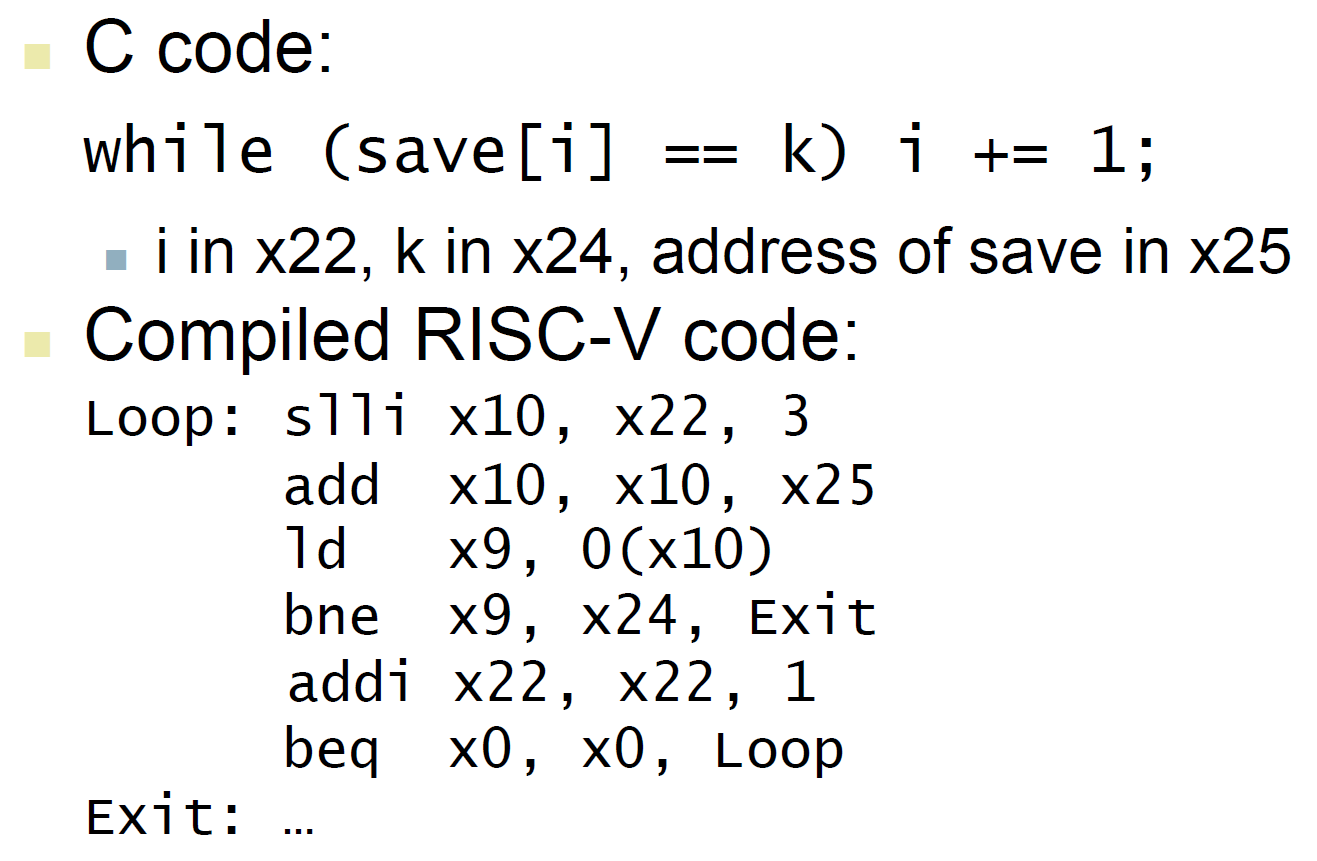 C code:
while (save[i] == k) i += 1;
i in x22, k in x24, address of save in x25
Compiled RISC-V code:
Loop: slli x10, x22, 3
add x10, x10, x25
ld x9, 0(x10)
bne x9, x24, Exit
addi x22, x22, 1
beq x0, x0, Loop
Exit: …